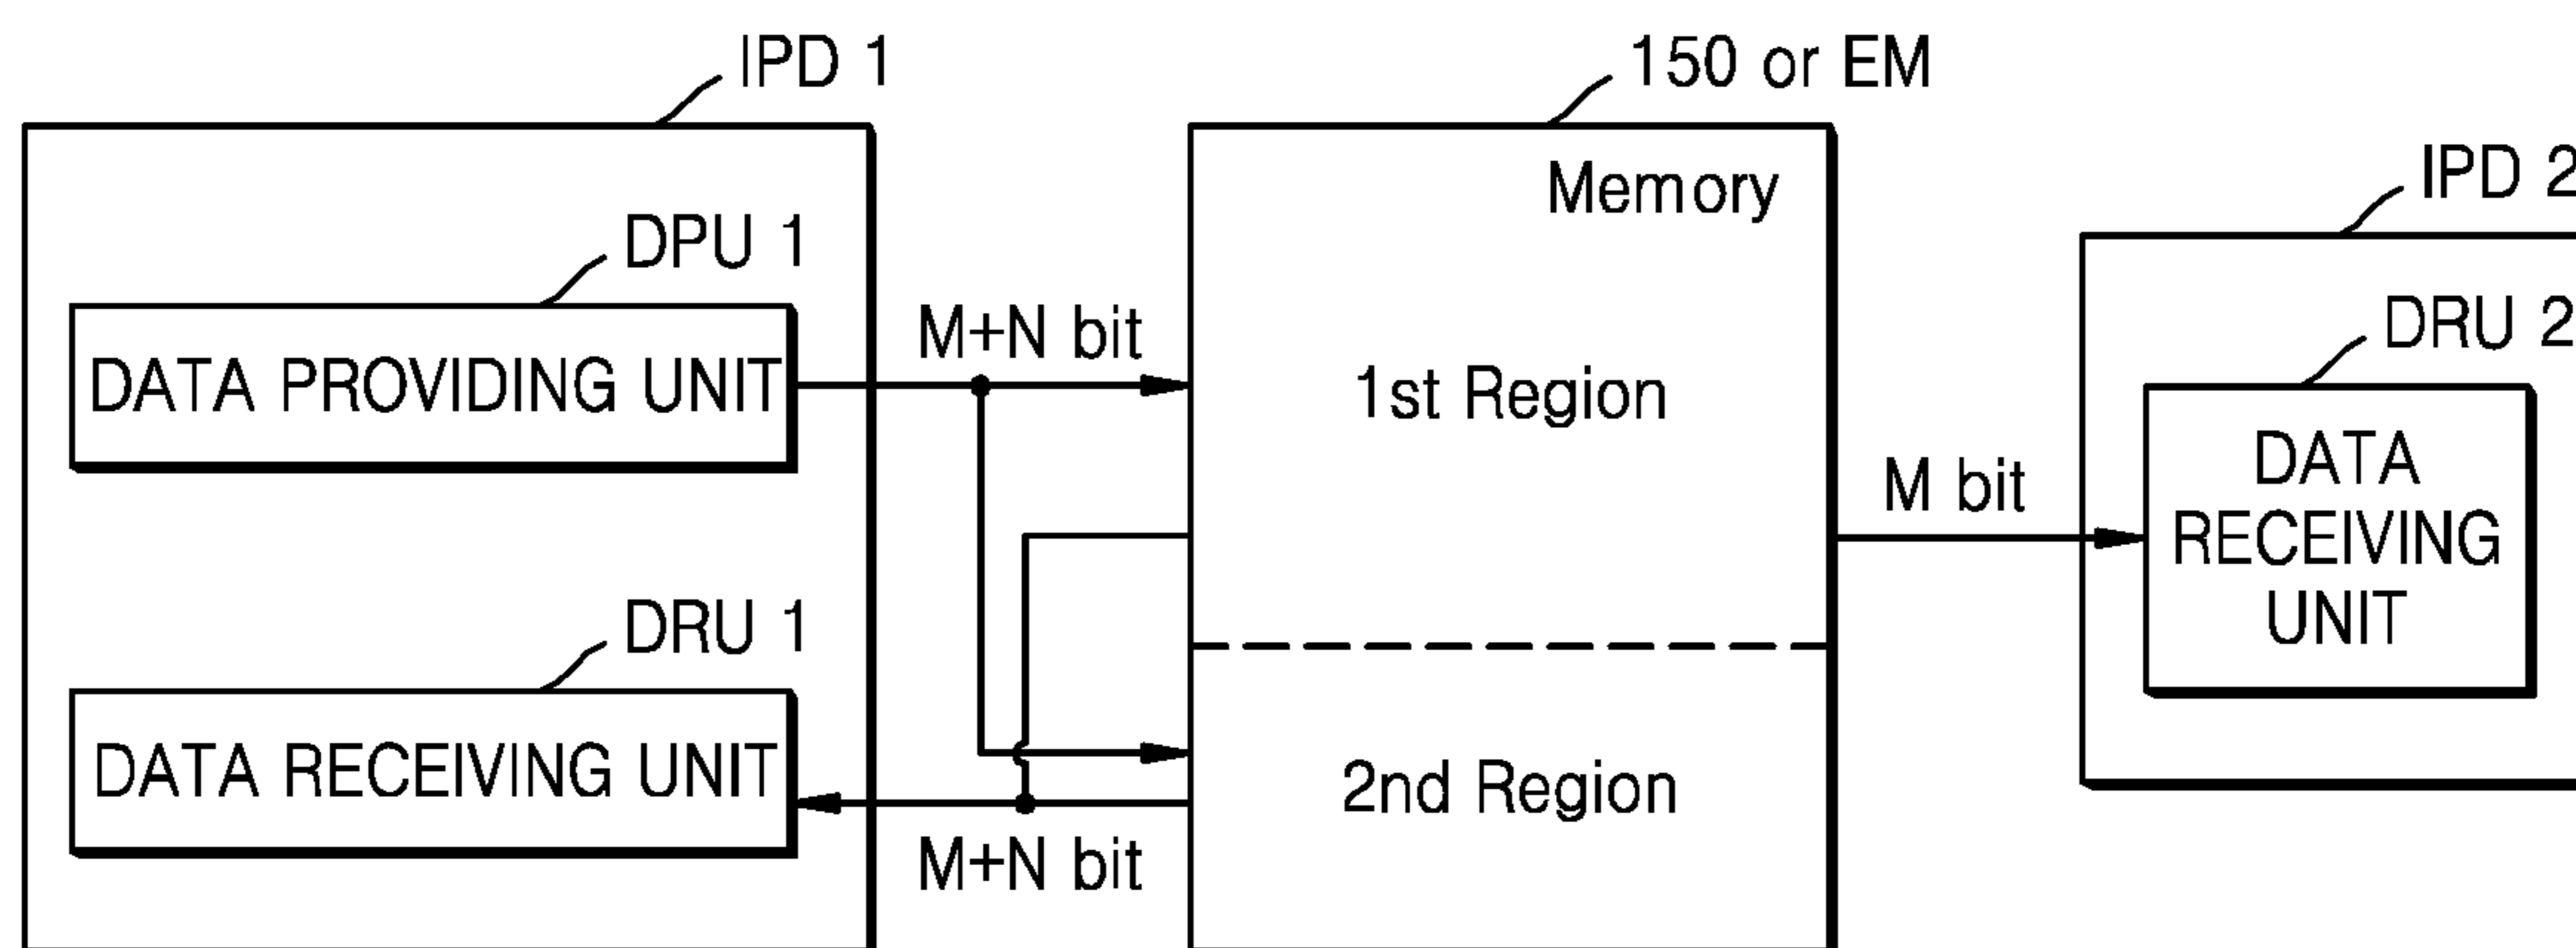 IPD 1
150 or EM
IPD 2
Memory
DPU 1
DATA PROVIDING UNIT
M+N bit
1st Region
DRU 2
DATA
RECEIVING
UNIT
M bit
DRU 1
DATA RECEIVING UNIT
2nd Region
M+N bit